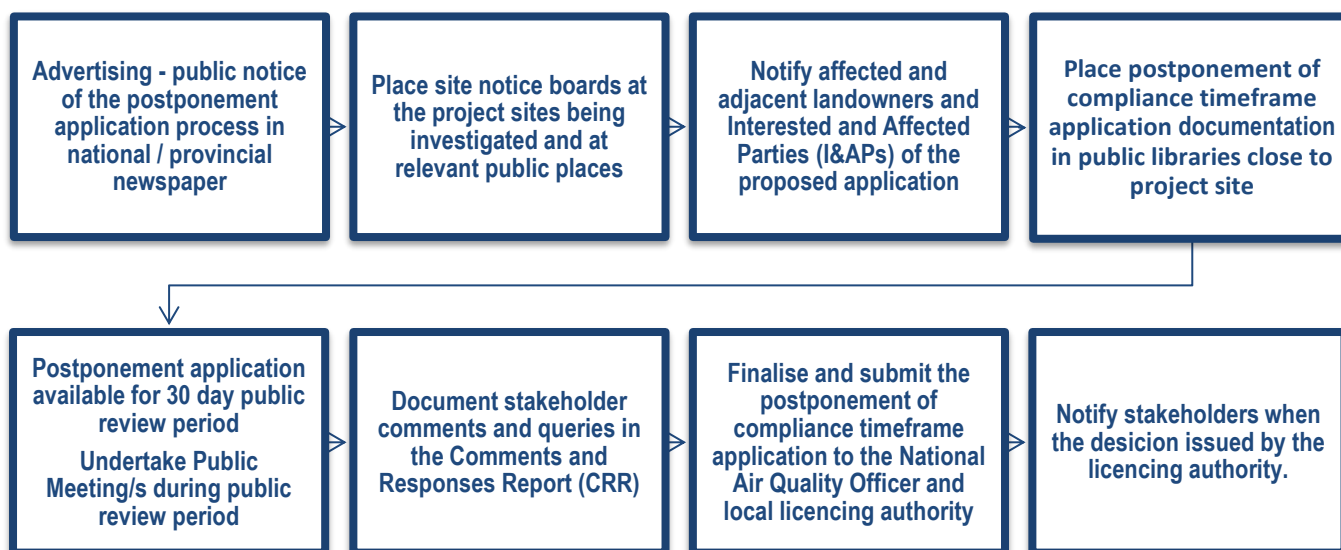 Advertising - public notice
of the postponement
application process in
national / provincial
newspaper
Place site notice boards at
the project sites being
investigated and at
relevant public places
Notify affected and
adjacent landowners and
Interested and Affected
Parties (I&APs) of the
proposed application
Place postponement of
compliance timeframe
application documentation
in public libraries close to
project site
Postponement application
available for 30 day public
review period
Undertake Public
Meeting/s during public
review period
Document stakeholder
comments and queries in
the Comments and
Responses Report (CRR)
Finalise and submit the
postponement of
compliance timeframe
application to the National
Air Quality Officer and
local licencing authority
Notify stakeholders when
the desicion issued by the
licencing authority.